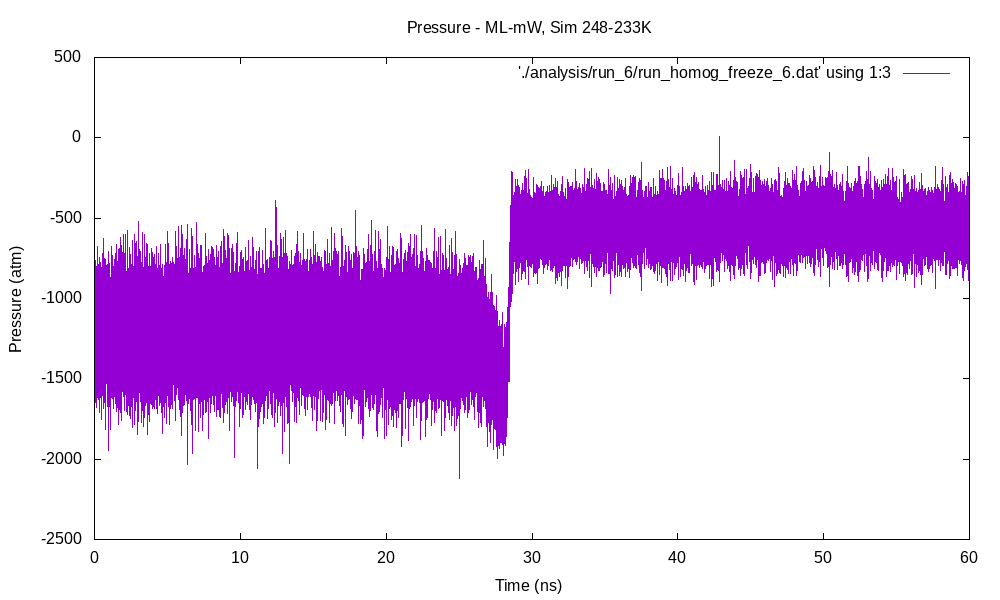 Pressure - ML-mW, Sim 248-233K
'./analysis/run_6/run_homog_freeze_6.dat' using 1:3
500
0
-500
-1000
-1500
-2000
-2500
Pressure (atm)
0 10 20 30 40 50 60
Time (ns)